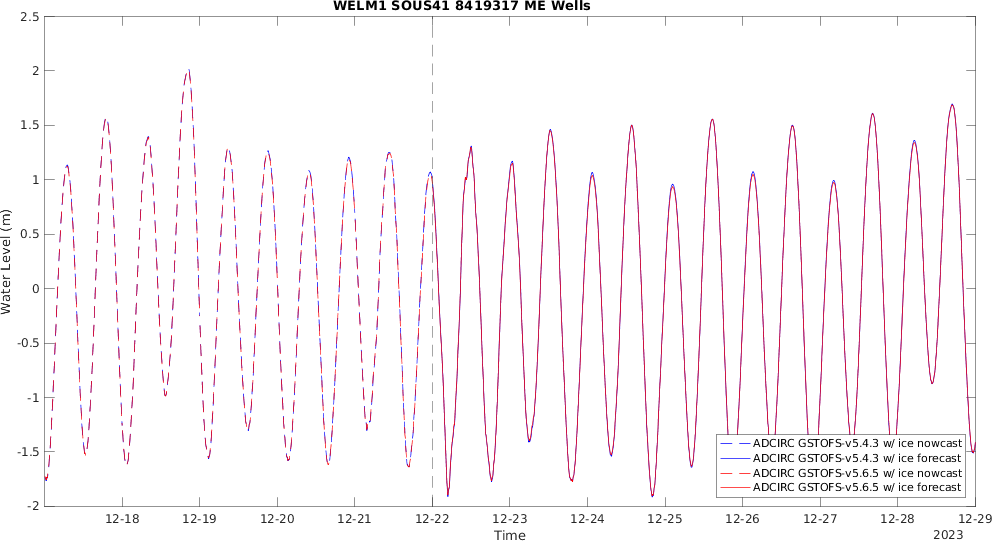 WELM1 SOUS41 8419317 ME Wells
2.5
2
1.5
1
0.5
0
-0.5
-1
-1.5
-2
Water Level (m)
ADCIRC GSTOFS-v5.4.3 w/ ice nowcast
ADCIRC GSTOFS-v5.4.3 w/ ice forecast
ADCIRC GSTOFS-v5.6.5 w/ ice nowcast
ADCIRC GSTOFS-v5.6.5 w/ ice forecast
12-18 12-19 12-20 12-21 12-22 12-23 12-24 12-25 12-26 12-27 12-28 12-29
Time
2023